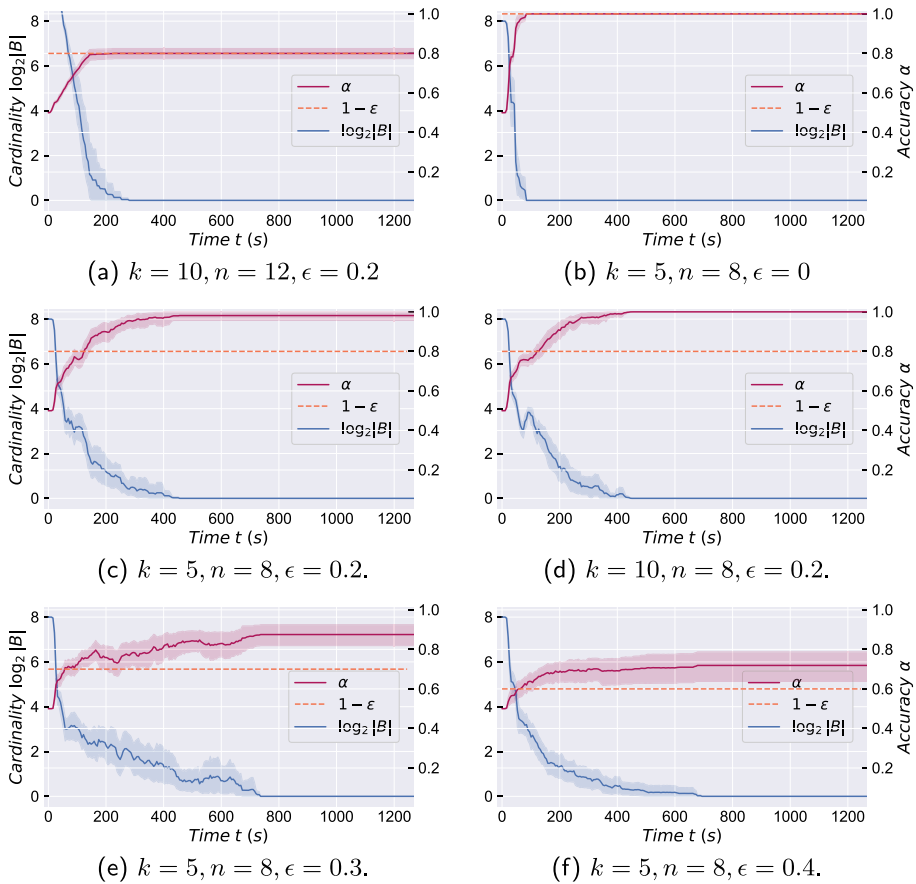 Cardinality log₂|B|
8
6
4
2
0
0 200 400 600 800 1000 1200
Time t (s)
1.0
0.8
0.6
0.4
0.2
α
1 − ε
log₂|B|
(a) k = 10, n = 12, ϵ = 0.2
8
6
4
2
0
0 200 400 600 800 1000 1200
Time t (s)
1.0
0.8
0.6
0.4
0.2
Accuracy α
α
1 − ε
log₂|B|
(b) k = 5, n = 8, ϵ = 0
Cardinality log₂|B|
8
6
4
2
0
0 200 400 600 800 1000 1200
Time t (s)
1.0
0.8
0.6
0.4
0.2
α
1 − ε
log₂|B|
(c) k = 5, n = 8, ϵ = 0.2.
8
6
4
2
0
0 200 400 600 800 1000 1200
Time t (s)
1.0
0.8
0.6
0.4
0.2
Accuracy α
α
1 − ε
log₂|B|
(d) k = 10, n = 8, ϵ = 0.2.
Cardinality log₂|B|
8
6
4
2
0
0 200 400 600 800 1000 1200
Time t (s)
1.0
0.8
0.6
0.4
0.2
α
1 − ε
log₂|B|
(e) k = 5, n = 8, ϵ = 0.3.
8
6
4
2
0
0 200 400 600 800 1000 1200
Time t (s)
1.0
0.8
0.6
0.4
0.2
Accuracy α
α
1 − ε
log₂|B|
(f) k = 5, n = 8, ϵ = 0.4.